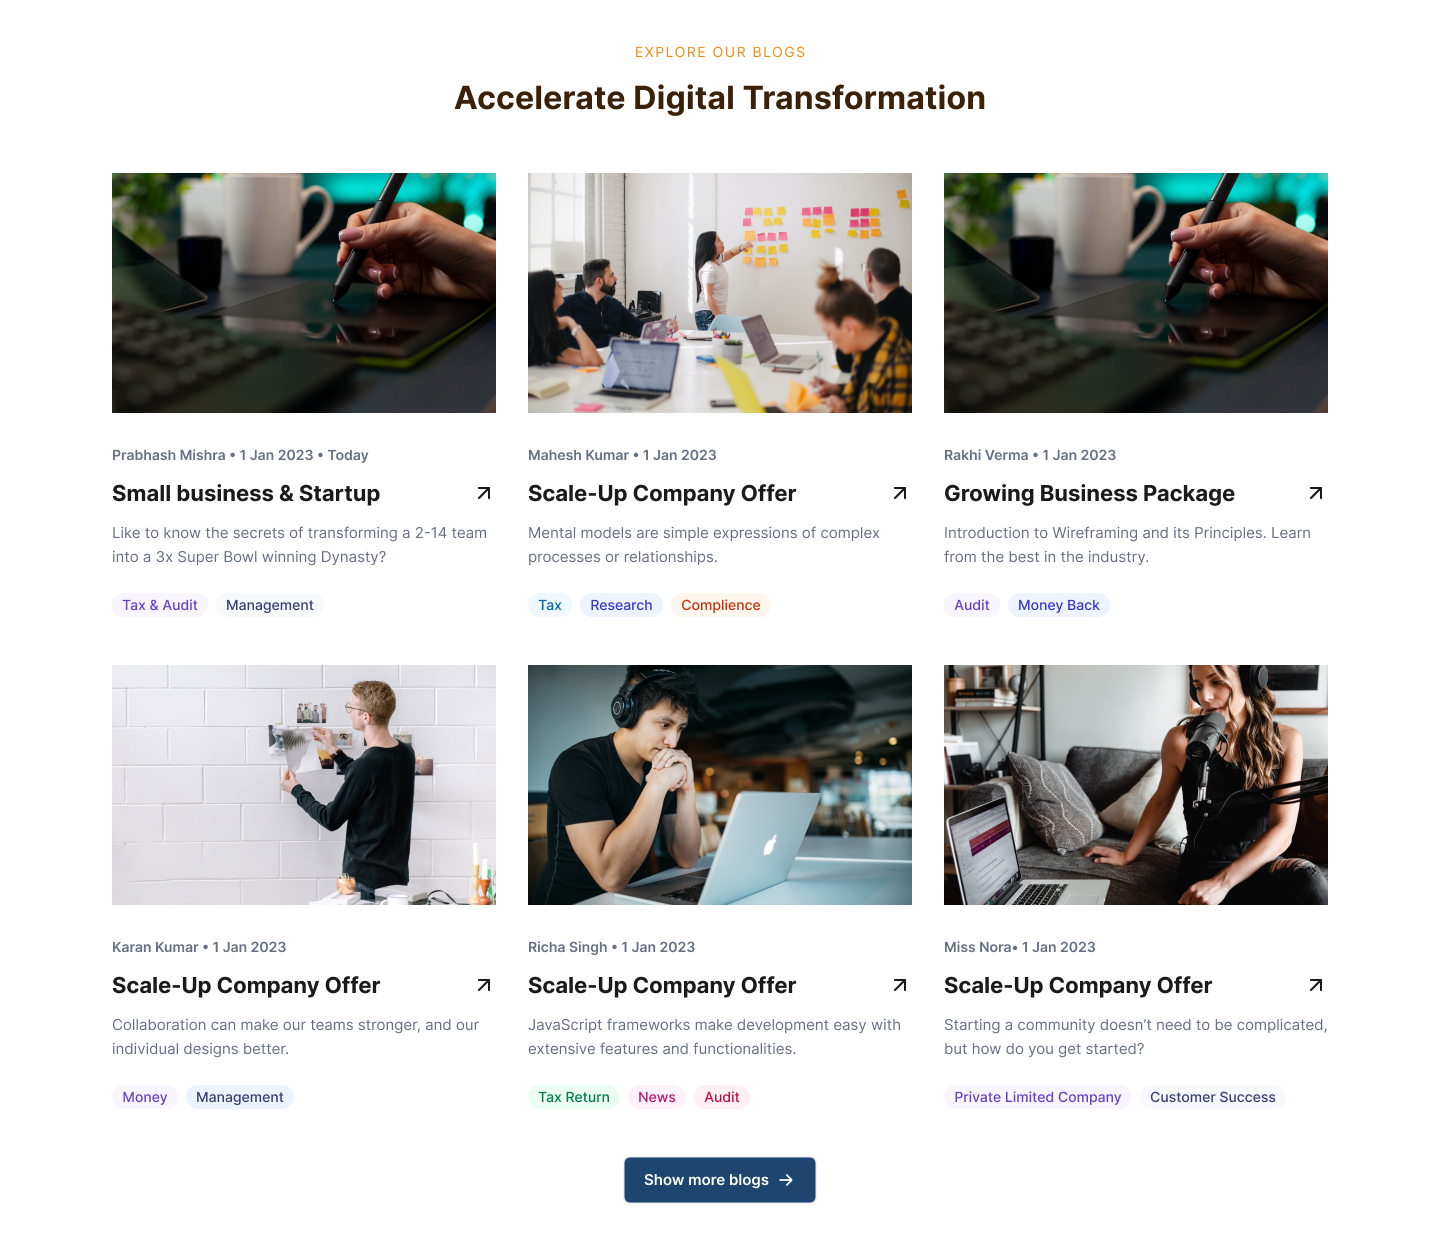 EXPLORE OUR BLOGS
Accelerate Digital Transformation
Prabhash Mishra • 1 Jan 2023 • Today
Small business & Startup
Like to know the secrets of transforming a 2-14 team
into a 3x Super Bowl winning Dynasty?
Tax & Audit
Management
Mahesh Kumar • 1 Jan 2023
Scale-Up Company Offer
Mental models are simple expressions of complex
processes or relationships.
Tax
Research
Complience
Rakhi Verma • 1 Jan 2023
Growing Business Package
Introduction to Wireframing and its Principles. Learn
from the best in the industry.
Audit
Money Back
Karan Kumar • 1 Jan 2023
Scale-Up Company Offer
Collaboration can make our teams stronger, and our
individual designs better.
Money
Management
Richa Singh • 1 Jan 2023
Scale-Up Company Offer
JavaScript frameworks make development easy with
extensive features and functionalities.
Tax Return
News
Audit
Miss Nora• 1 Jan 2023
Scale-Up Company Offer
Starting a community doesn’t need to be complicated,
but how do you get started?
Private Limited Company
Customer Success
Show more blogs